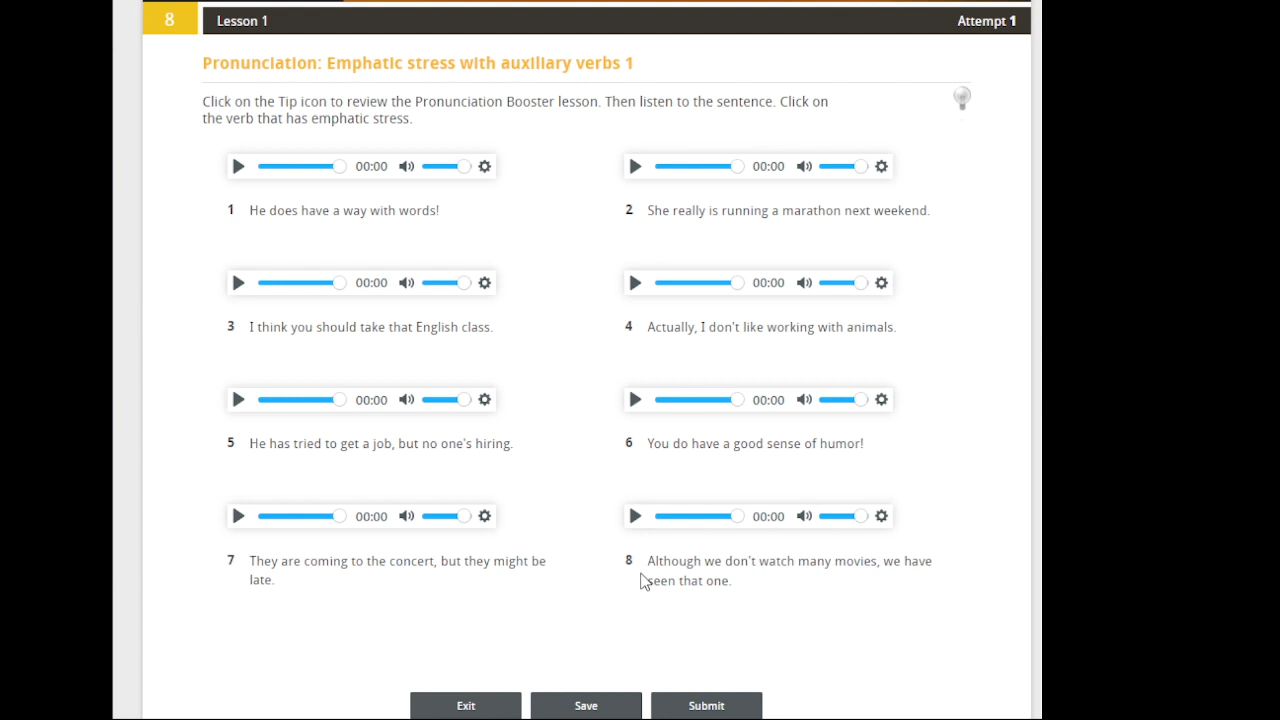 8 Lesson 1 Attempt 1
Pronunciation: Emphatic stress with auxiliary verbs 1
Click on the Tip icon to review the Pronunciation Booster lesson. Then listen to the sentence. Click on
the verb that has emphatic stress.
00:00 00:00
1 He does have a way with words! 2 She really is running a marathon next weekend.
00:00 00:00
3 I think you should take that English class. 4 Actually, I don't like working with animals.
00:00 00:00
5 He has tried to get a job, but no one's hiring. 6 You do have a good sense of humor!
00:00 00:00
7 They are coming to the concert, but they might be
late.
8 Although we don't watch many movies, we have
seen that one.
Exit Save Submit